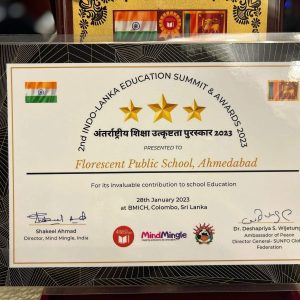 2nd INDO-LANKA EDUCATION SUMMIT & AWARDS 2023
अंतर्राष्ट्रीय शिक्षा उत्कृष्टता पुरस्कार 2023
PRESENTED TO
Florescent Public School, Ahmedabad
For its invaluable contribution to school Education
28th January 2023
at BMICH, Colombo, Sri Lanka
Shakeel Ahmad
Director, Mind Mingle, India
MindMingle
Dr. Deshapriya S. Wijetung
Ambassador of Peace
Director General- SUNFO Glo
Federation